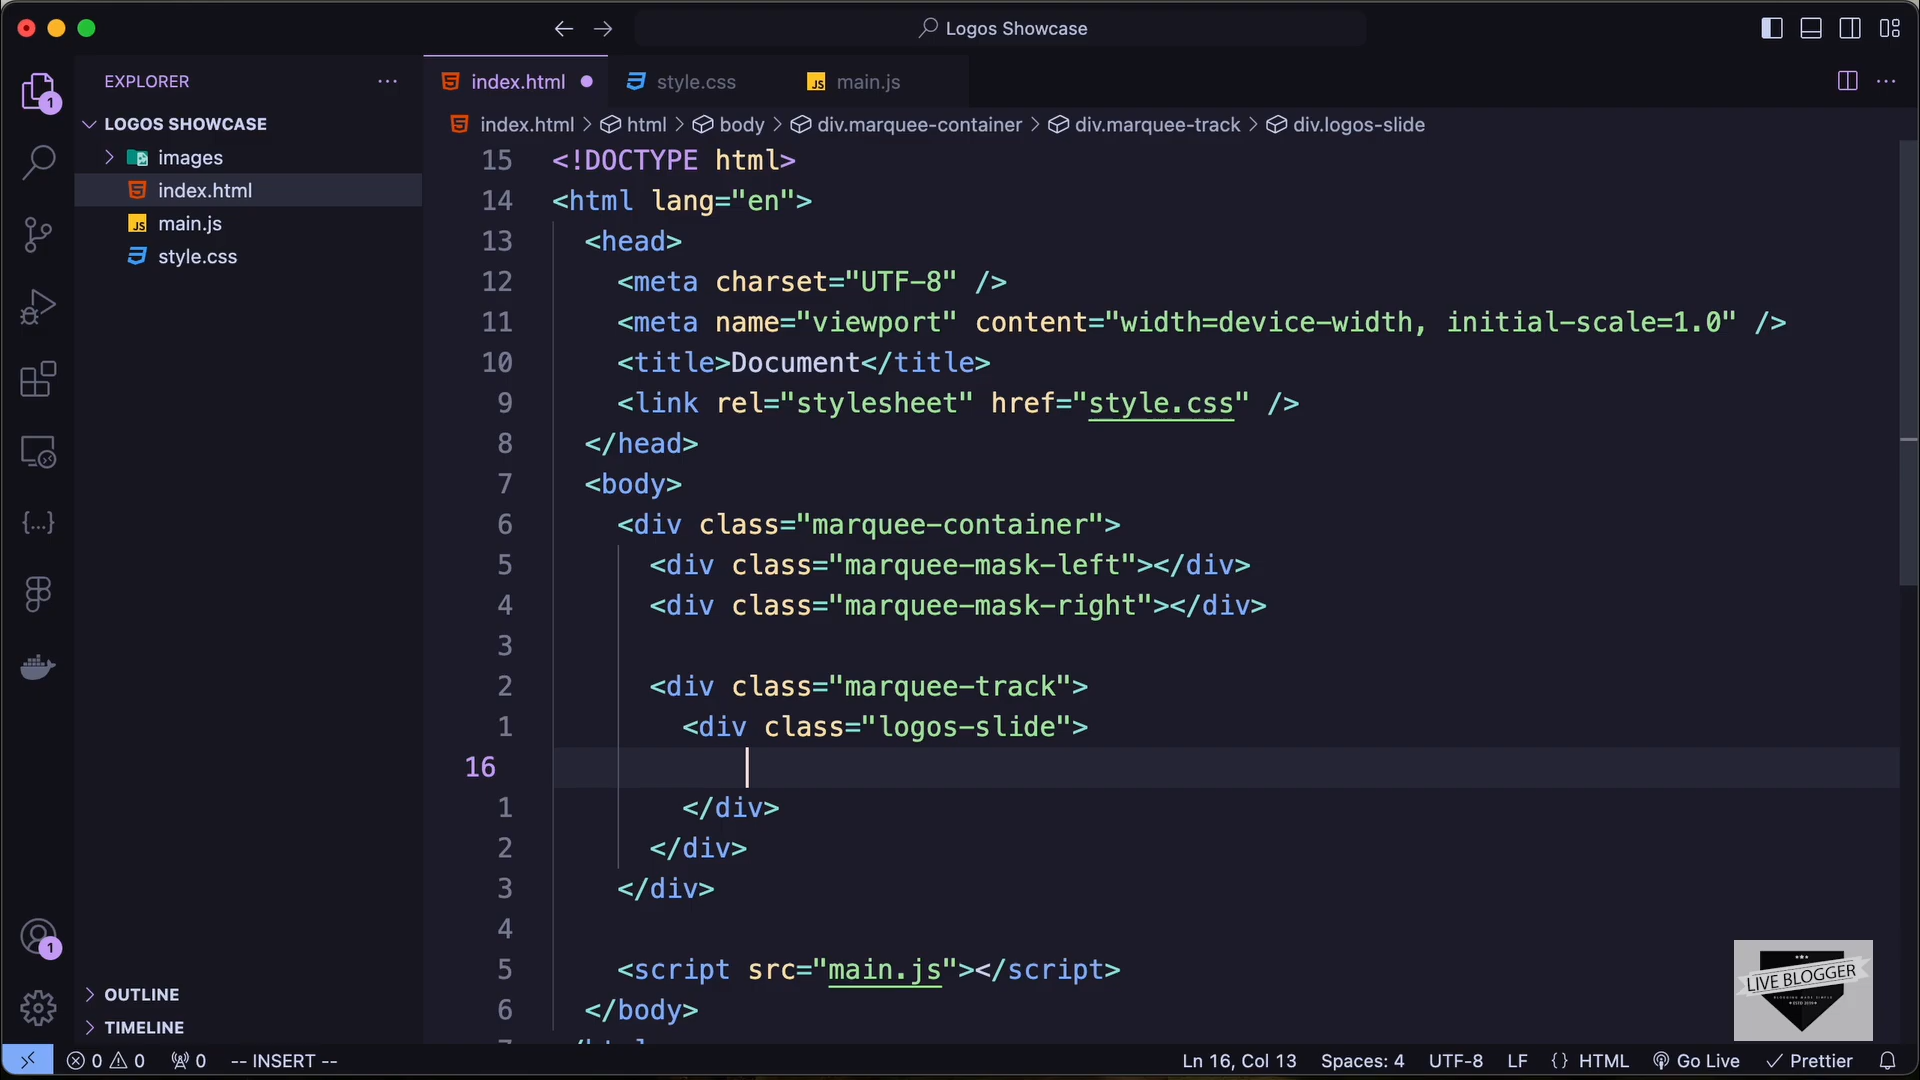 Logos Showcase
EXPLORER
index.html
style.css
main.js
1
LOGOS SHOWCASE
images
index.html
main.js
style.css
index.html > html > body > div.marquee-container > div.marquee-track > div.logos-slide
15 <!DOCTYPE html>
14 <html lang="en">
13 <head>
12 <meta charset="UTF-8" />
11 <meta name="viewport" content="width=device-width, initial-scale=1.0" />
10 <title>Document</title>
9 <link rel="stylesheet" href="style.css" />
8 </head>
7 <body>
6 <div class="marquee-container">
5 <div class="marquee-mask-left"></div>
4 <div class="marquee-mask-right"></div>
3
2 <div class="marquee-track">
1 <div class="logos-slide">
16
1 </div>
2 </div>
3 </div>
4
5 <script src="main.js"></script>
6 </body>
1
OUTLINE
TIMELINE
LIVE BLOGGER
0 0 0 -- INSERT -- Ln 16, Col 13 Spaces: 4 UTF-8 LF {} HTML Go Live Prettier